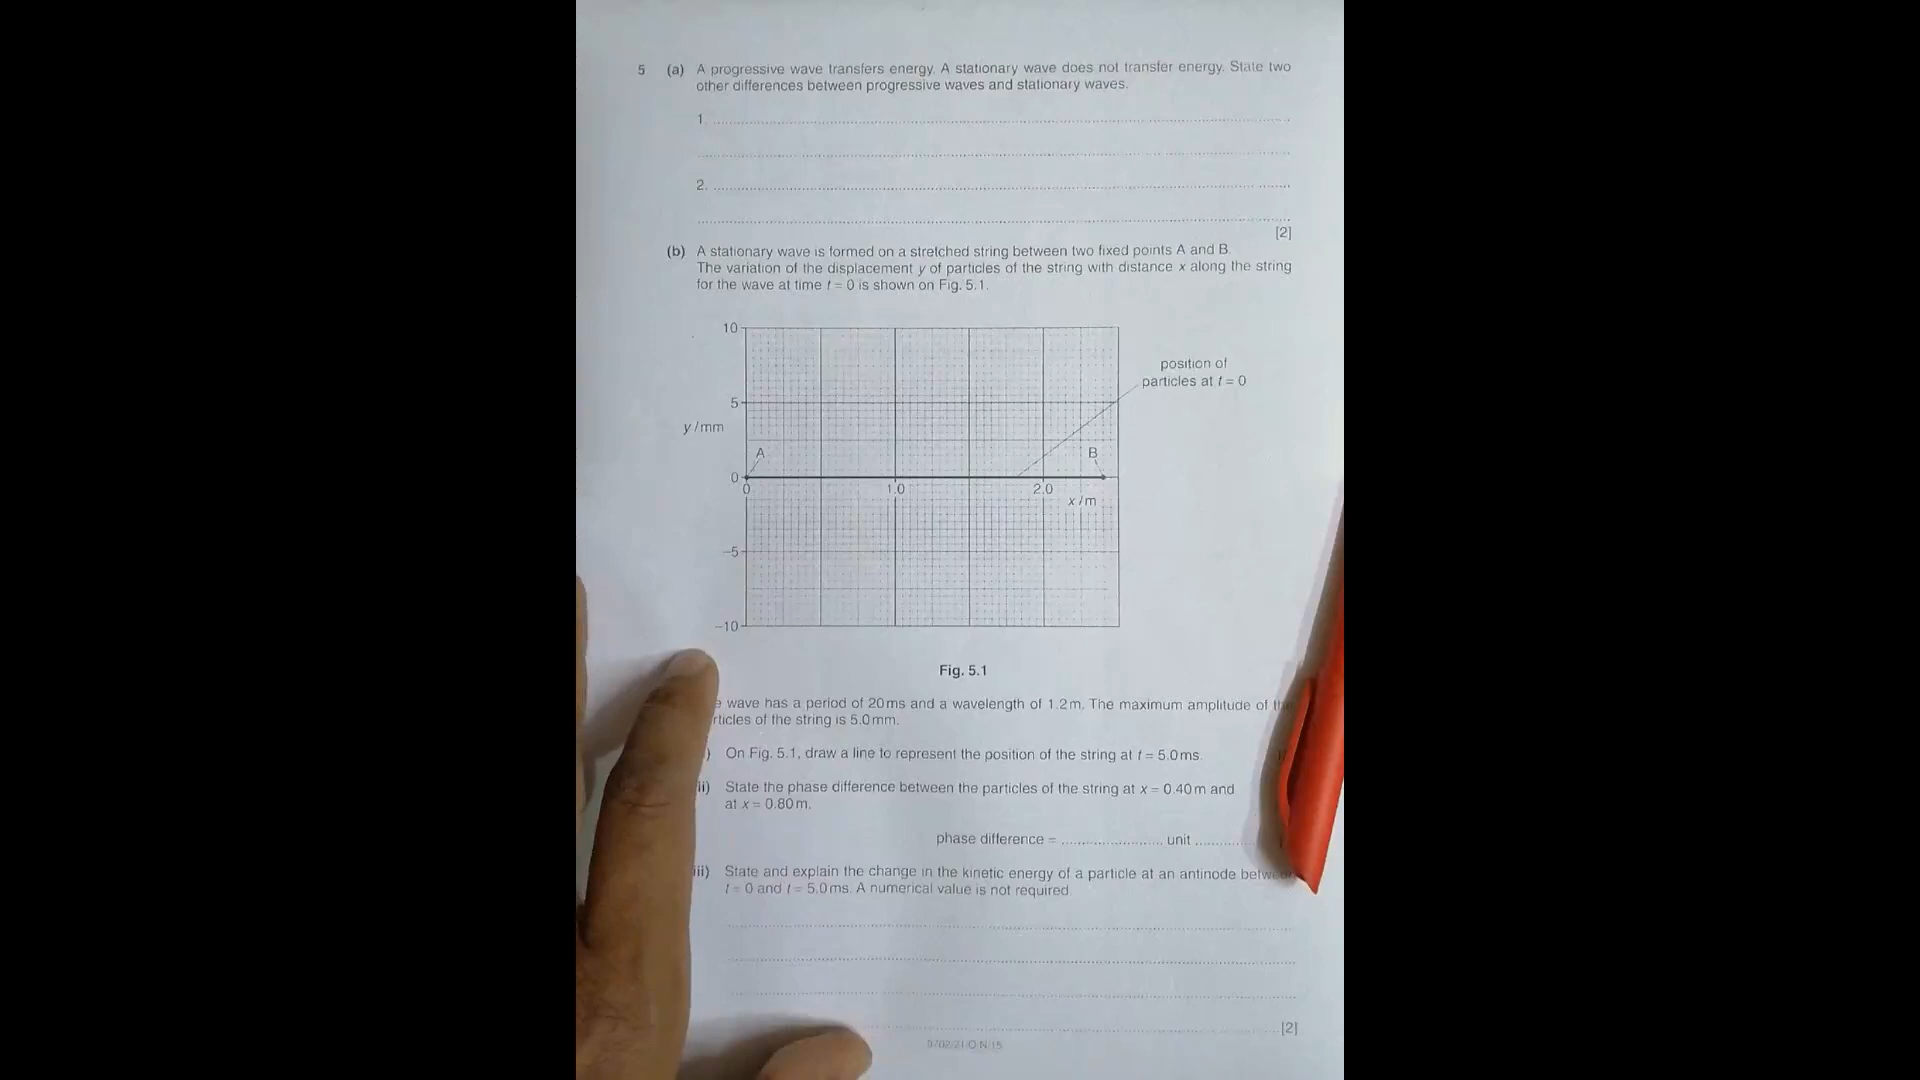 5 (a) A progressive wave transfers energy. A stationary wave does not transfer energy. State two
other differences between progressive waves and stationary waves.
1.
2.
[2]
(b) A stationary wave is formed on a stretched string between two fixed points A and B.
The variation of the displacement y of particles of the string with distance x along the string
for the wave at time t = 0 is shown on Fig. 5.1.
10
position of
particles at t = 0
5
y/mm
A
B
0
0
1.0
2.0
x/m
-5
-10
Fig. 5.1
wave has a period of 20 ms and a wavelength of 1.2 m. The maximum amplitude of
of the string is 5.0 mm.
On Fig. 5.1, draw a line to represent the position of the string at t = 5.0 ms.
ii) State the phase difference between the particles of the string at x = 0.40 m and
at x = 0.80 m.
phase difference = unit
iii) State and explain the change in the kinetic energy of a particle at an antinode between
t = 0 and t = 5.0 ms. A numerical value is not required.
[2]
9702/21/O/N/15